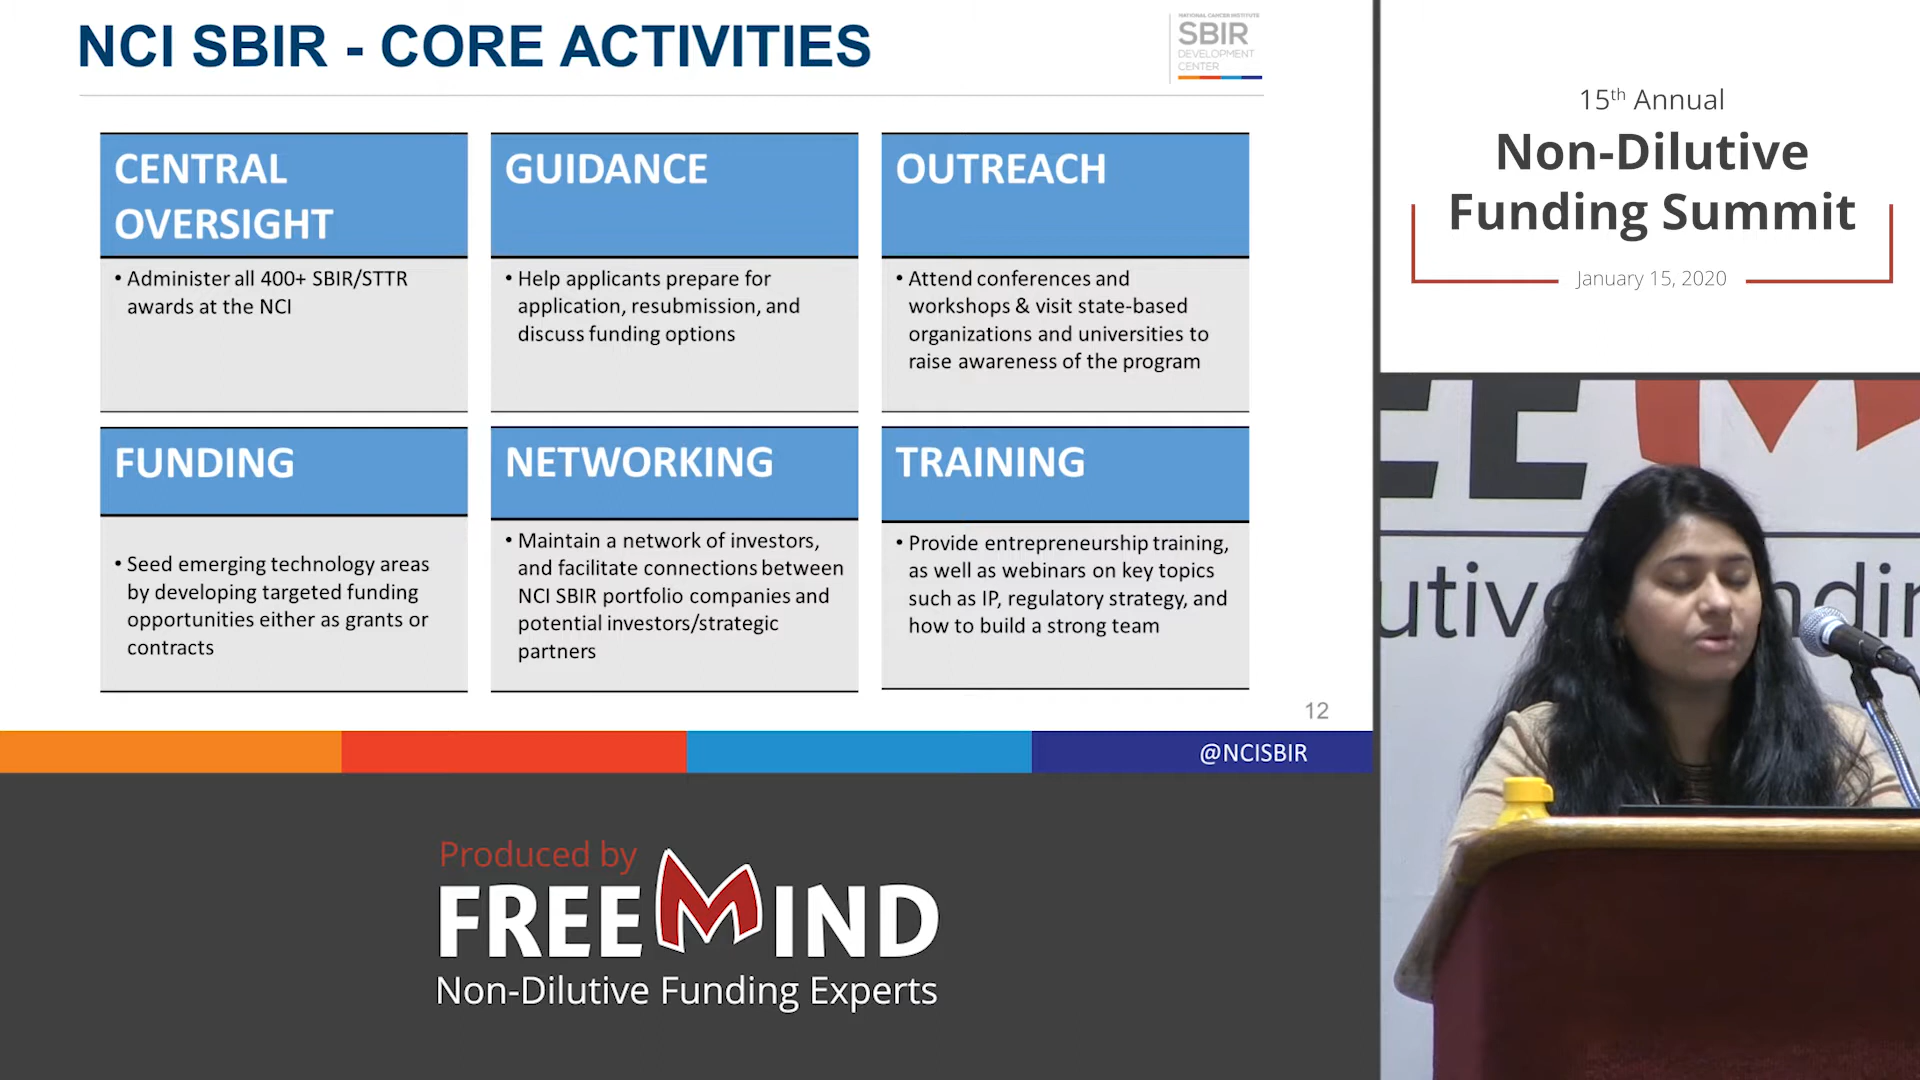 NCI SBIR - CORE ACTIVITIES
NATIONAL CANCER INSTITUTE
SBIR
DEVELOPMENT
CENTER
CENTRAL
OVERSIGHT
• Administer all 400+ SBIR/STTR
awards at the NCI
GUIDANCE
• Help applicants prepare for
application, resubmission, and
discuss funding options
OUTREACH
• Attend conferences and
workshops & visit state-based
organizations and universities to
raise awareness of the program
FUNDING
• Seed emerging technology areas
by developing targeted funding
opportunities either as grants or
contracts
NETWORKING
• Maintain a network of investors,
and facilitate connections between
NCI SBIR portfolio companies and
potential investors/strategic
partners
TRAINING
• Provide entrepreneurship training,
as well as webinars on key topics
such as IP, regulatory strategy, and
how to build a strong team
12
@NCISBIR
Produced by
FREEMIND
Non-Dilutive Funding Experts
15th Annual
Non-Dilutive
Funding Summit
January 15, 2020
EE
utive
ndin